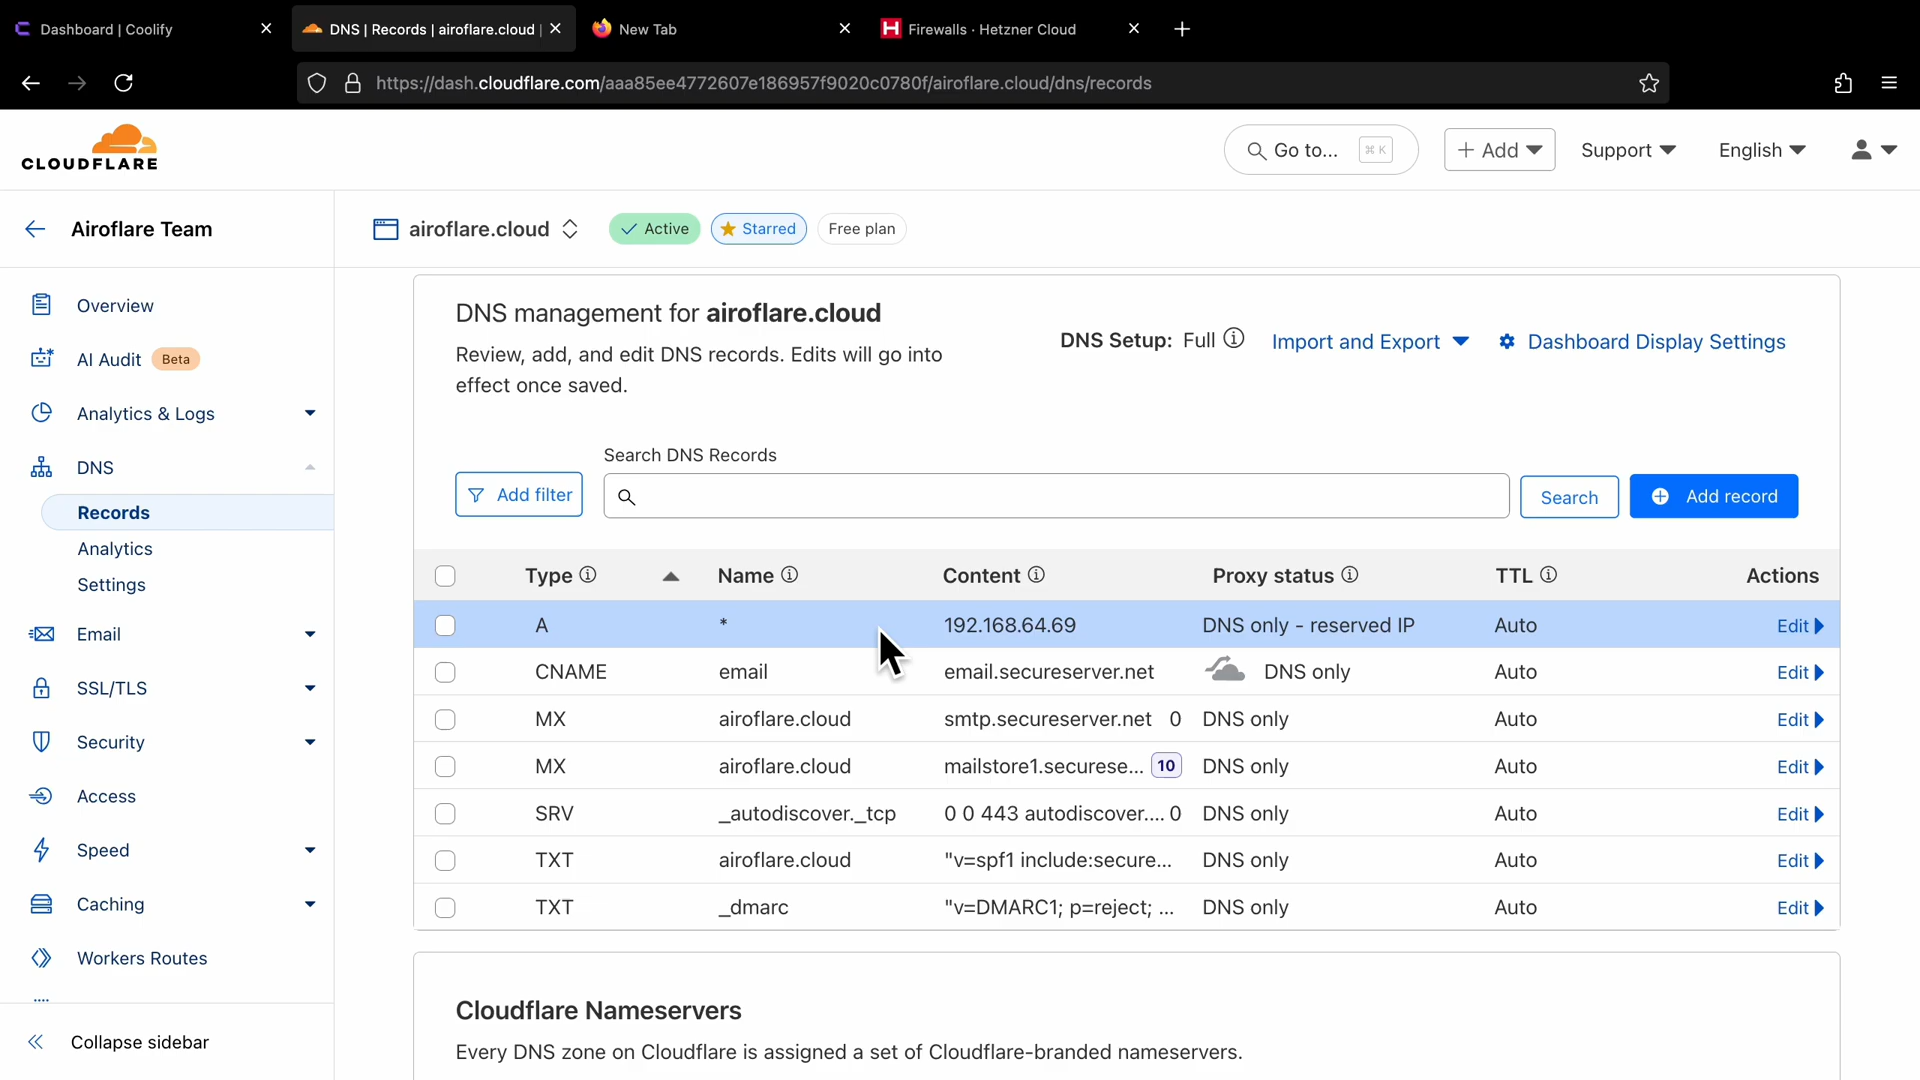 Dashboard | Coolify
DNS | Records | airoflare.cloud |
New Tab
Firewalls · Hetzner Cloud
https://dash.cloudflare.com/aaa85ee4772607e186957f9020c0780f/airoflare.cloud/dns/records
CLOUDFLARE
Go to... ⌘ K
+ Add
Support
English
Airoflare Team
airoflare.cloud
Active
Starred
Free plan
Overview
AI Audit Beta
Analytics & Logs
DNS
Records
Analytics
Settings
Email
SSL/TLS
Security
Access
Speed
Caching
Workers Routes
Collapse sidebar
DNS management for airoflare.cloud
Review, add, and edit DNS records. Edits will go into
effect once saved.
DNS Setup: Full
Import and Export
Dashboard Display Settings
Search DNS Records
Add filter
Search
Add record
Type Name Content Proxy status TTL Actions
A * 192.168.64.69 DNS only - reserved IP Auto Edit
CNAME email email.secureserver.net DNS only Auto Edit
MX airoflare.cloud smtp.secureserver.net 0 DNS only Auto Edit
MX airoflare.cloud mailstore1.securese... 10 DNS only Auto Edit
SRV _autodiscover._tcp 0 0 443 autodiscover.... 0 DNS only Auto Edit
TXT airoflare.cloud "v=spf1 include:secure... DNS only Auto Edit
TXT _dmarc "v=DMARC1; p=reject; ... DNS only Auto Edit
Cloudflare Nameservers
Every DNS zone on Cloudflare is assigned a set of Cloudflare-branded nameservers.